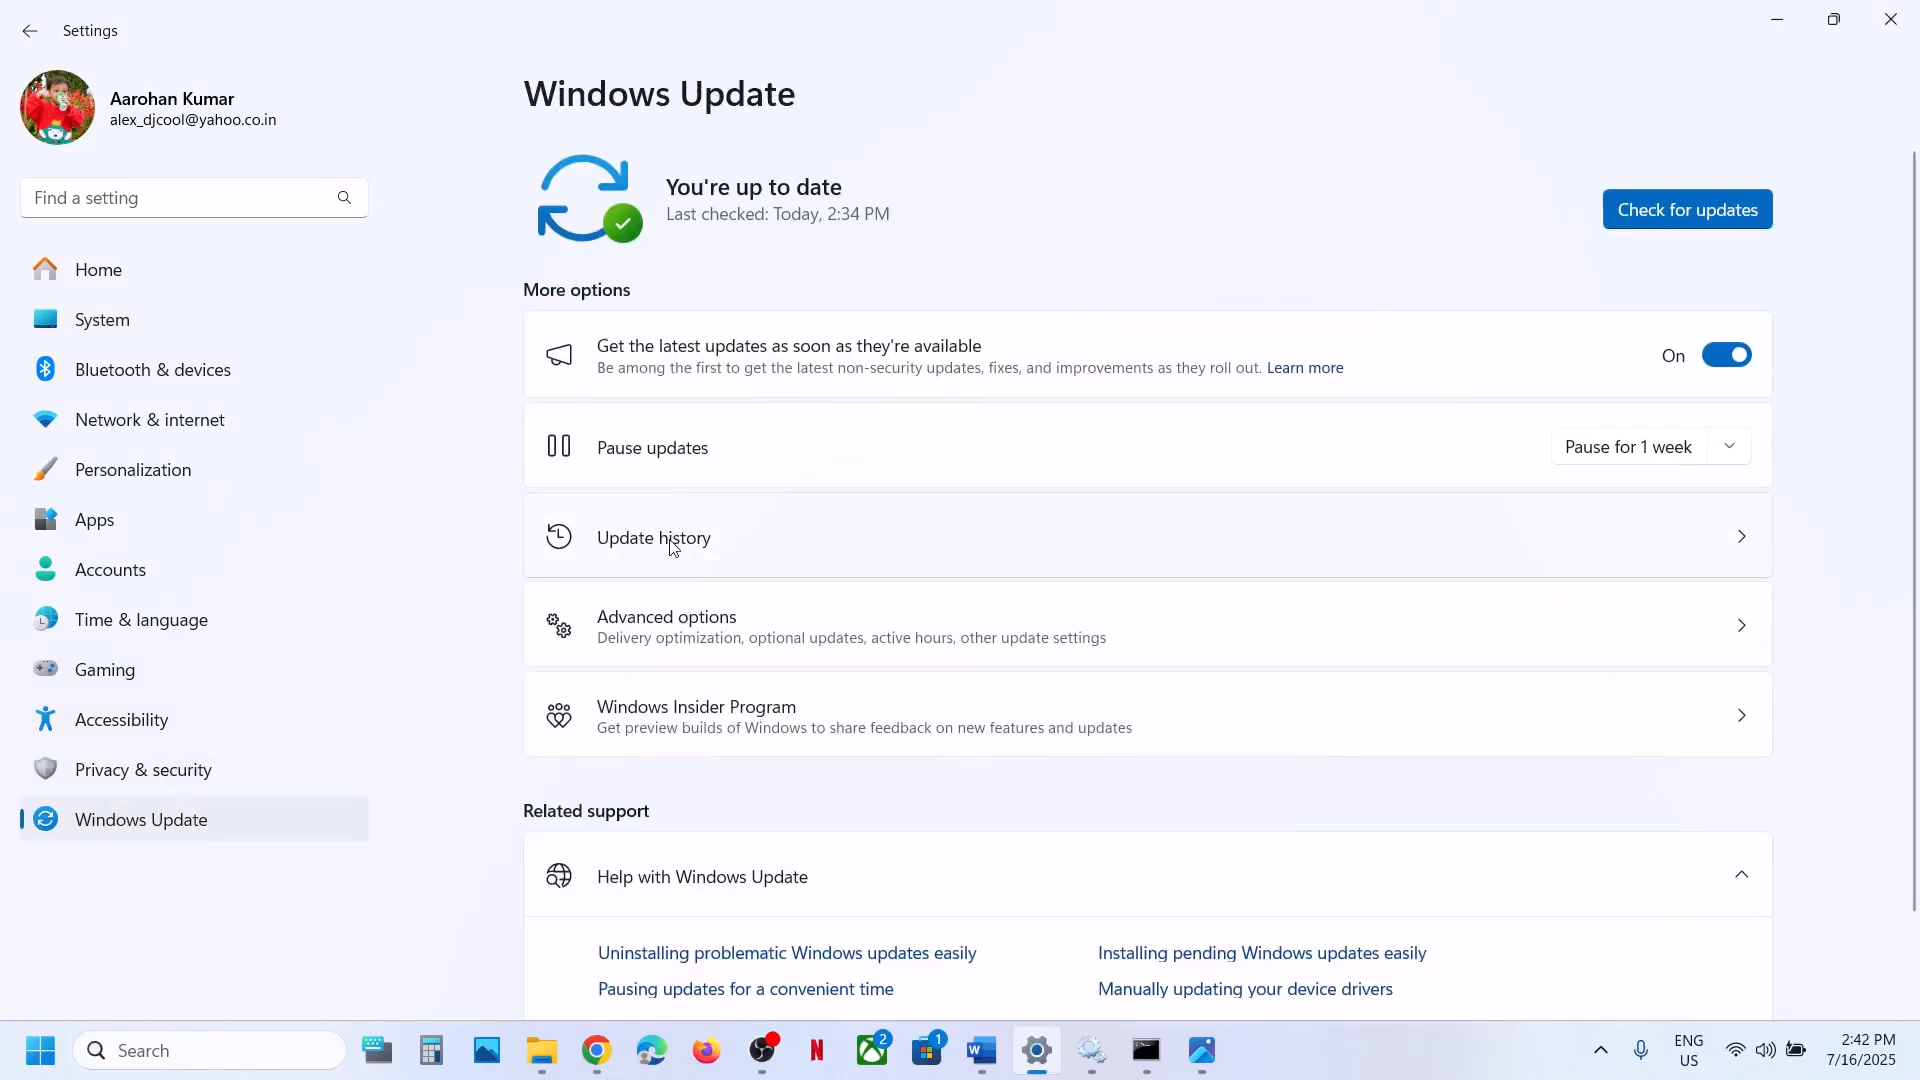 Settings
Aarohan Kumar
alex_djcool@yahoo.co.in
Find a setting
Home
System
Bluetooth & devices
Network & internet
Personalization
Apps
Accounts
Time & language
Gaming
Accessibility
Privacy & security
Windows Update
Windows Update
You're up to date
Last checked: Today, 2:34 PM
Check for updates
More options
Get the latest updates as soon as they're available
Be among the first to get the latest non-security updates, fixes, and improvements as they roll out. Learn more
On
Pause updates
Pause for 1 week
Update history
Advanced options
Delivery optimization, optional updates, active hours, other update settings
Windows Insider Program
Get preview builds of Windows to share feedback on new features and updates
Related support
Help with Windows Update
Uninstalling problematic Windows updates easily
Installing pending Windows updates easily
Pausing updates for a convenient time
Manually updating your device drivers
Search
N
2
1
W
ENG
US
2:42 PM
7/16/2025